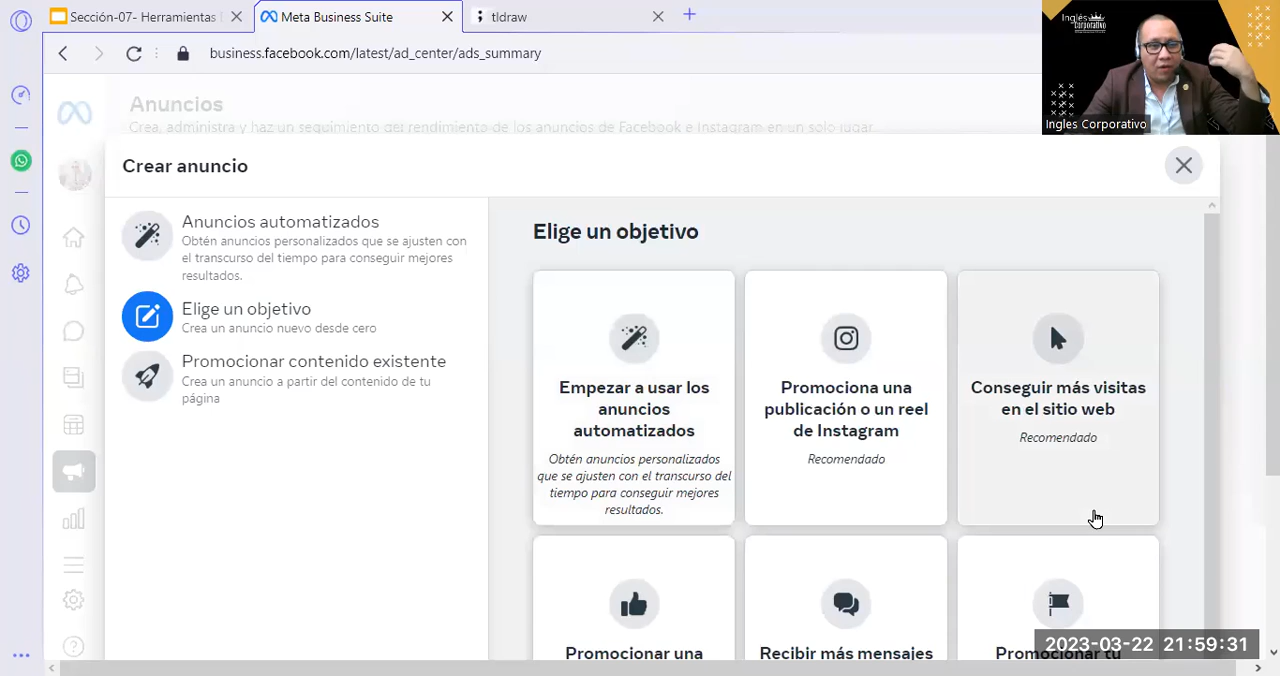 Sección-07- Herramientas
Meta Business Suite
tldraw
business.facebook.com/latest/ad_center/ads_summary
Inglés
Corporativo
Ingles Corporativo
Anuncios
Crea, administra y haz un seguimiento del rendimiento de los anuncios de Facebook e Instagram en un solo lugar.
Crear anuncio
Anuncios automatizados
Obtén anuncios personalizados que se ajusten con
el transcurso del tiempo para conseguir mejores
resultados.
Elige un objetivo
Crea un anuncio nuevo desde cero
Promocionar contenido existente
Crea un anuncio a partir del contenido de tu
página
Elige un objetivo
Empezar a usar los
anuncios
automatizados
Obtén anuncios personalizados
que se ajusten con el transcurso del
tiempo para conseguir mejores
resultados.
Promociona una
publicación o un reel
de Instagram
Recomendado
Conseguir más visitas
en el sitio web
Recomendado
Promocionar una
Recibir más mensajes
Promocionar tu
2023-03-22 21:59:31